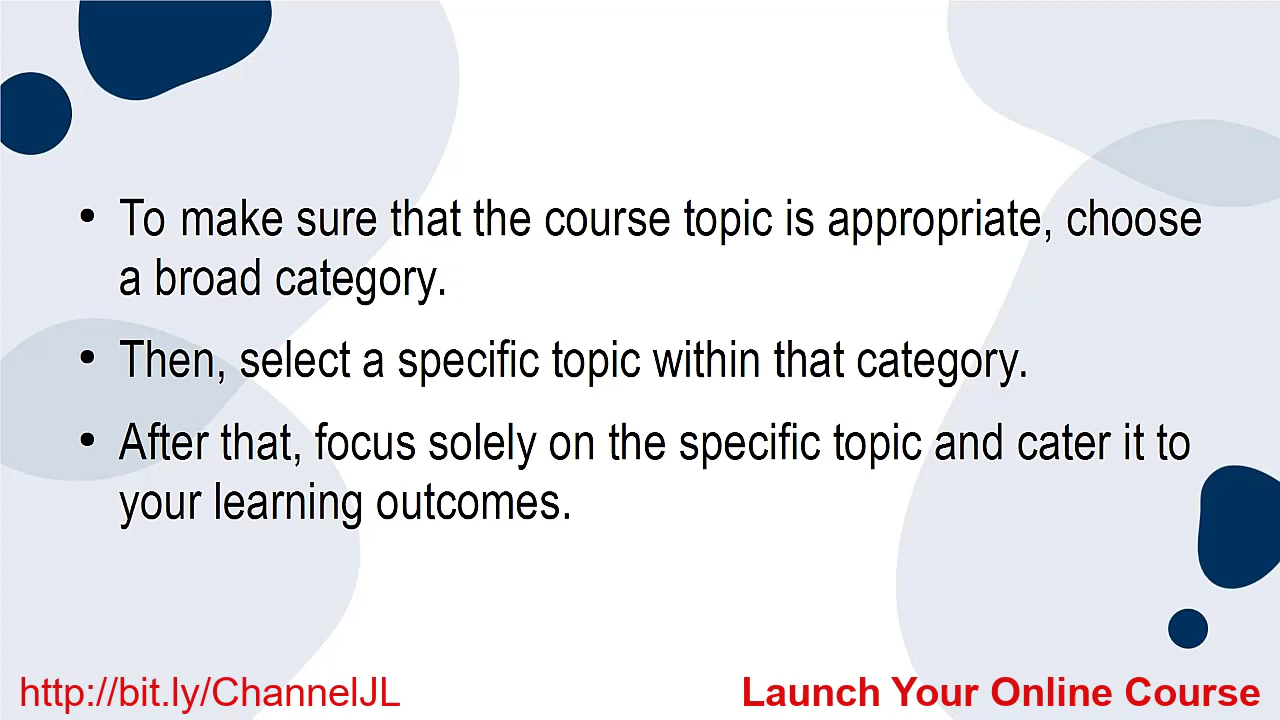 • To make sure that the course topic is appropriate, choose
a broad category.
• Then, select a specific topic within that category.
• After that, focus solely on the specific topic and cater it to
your learning outcomes.
http://bit.ly/ChannelJL
Launch Your Online Course